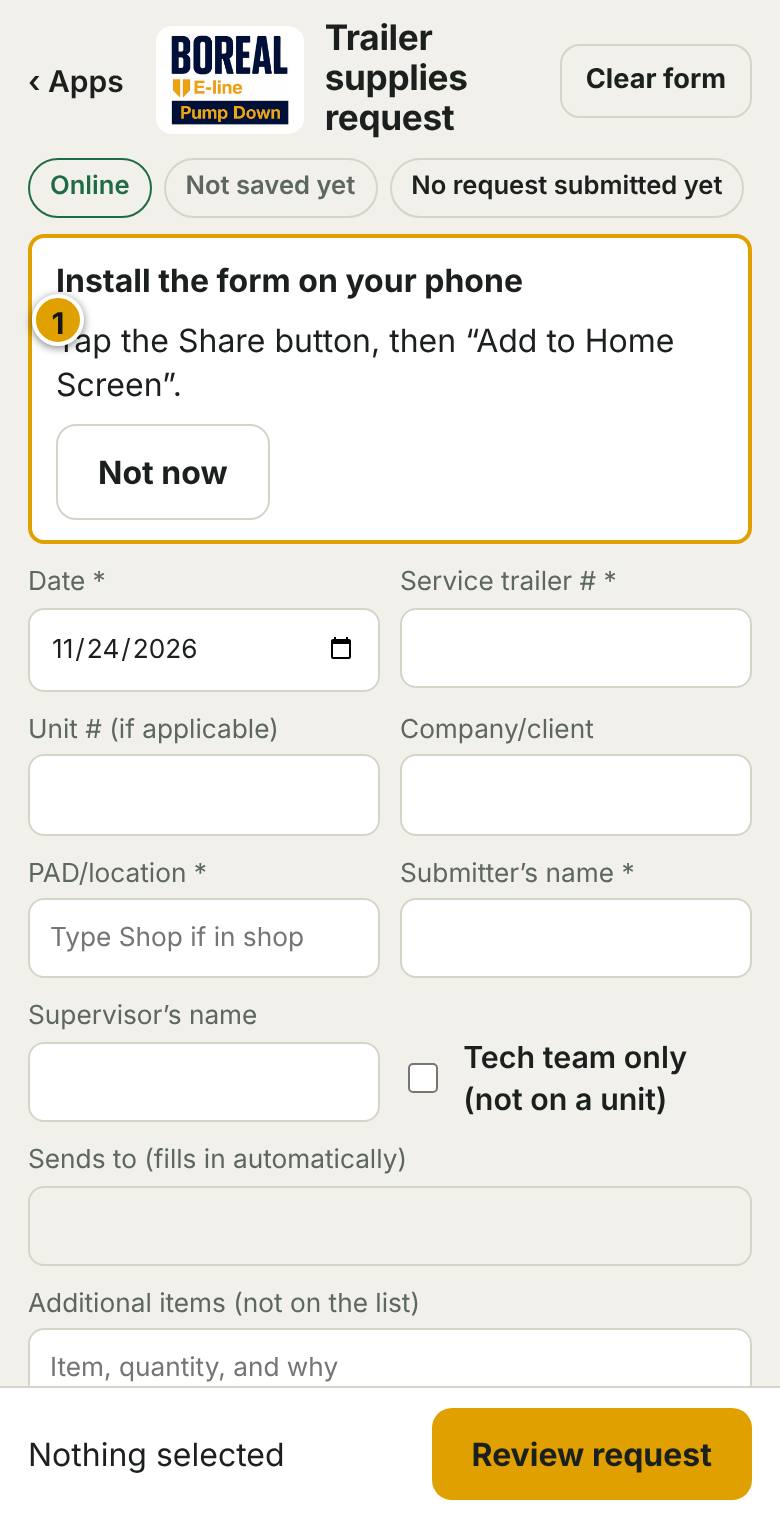 ‹ Apps
BOREAL
E-line
Pump Down
Trailer
supplies
request
Clear form
Online
Not saved yet
No request submitted yet
Install the form on your phone
1
Tap the Share button, then “Add to Home
Screen”.
Not now
Date *
Service trailer # *
11/24/2026
Unit # (if applicable)
Company/client
PAD/location *
Submitter’s name *
Type Shop if in shop
Supervisor’s name
Tech team only
(not on a unit)
Sends to (fills in automatically)
Additional items (not on the list)
Item, quantity, and why
Nothing selected
Review request